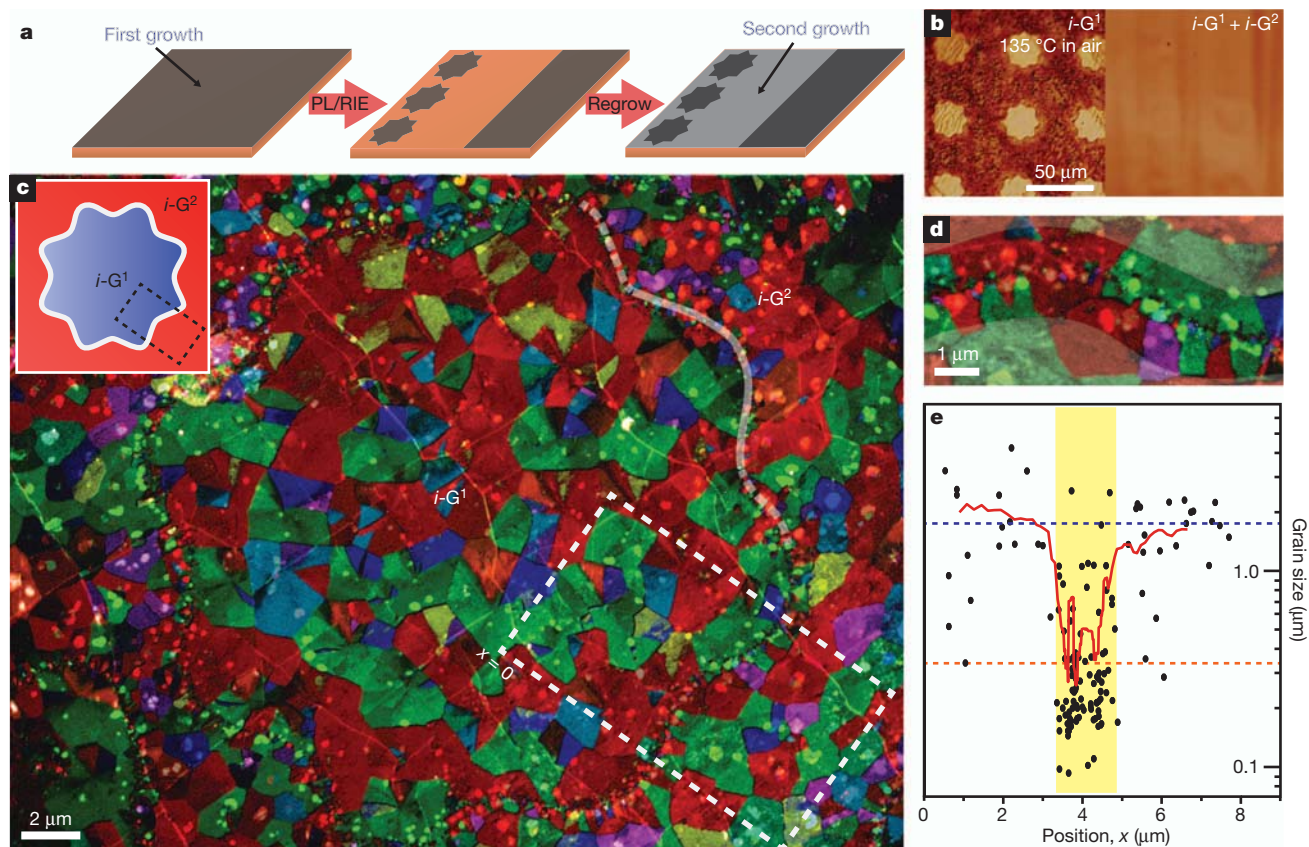 a
First growth
PL/RIE
Regrow
Second growth
b
i-G¹
135 °C in air
i-G¹ + i-G²
50 μm
c
i-G²
i-G¹
i-G²
i-G¹
x = 0
2 μm
d
1 μm
e
1.0
0.1
Grain size (μm)
0
2
4
6
8
Position, x (μm)